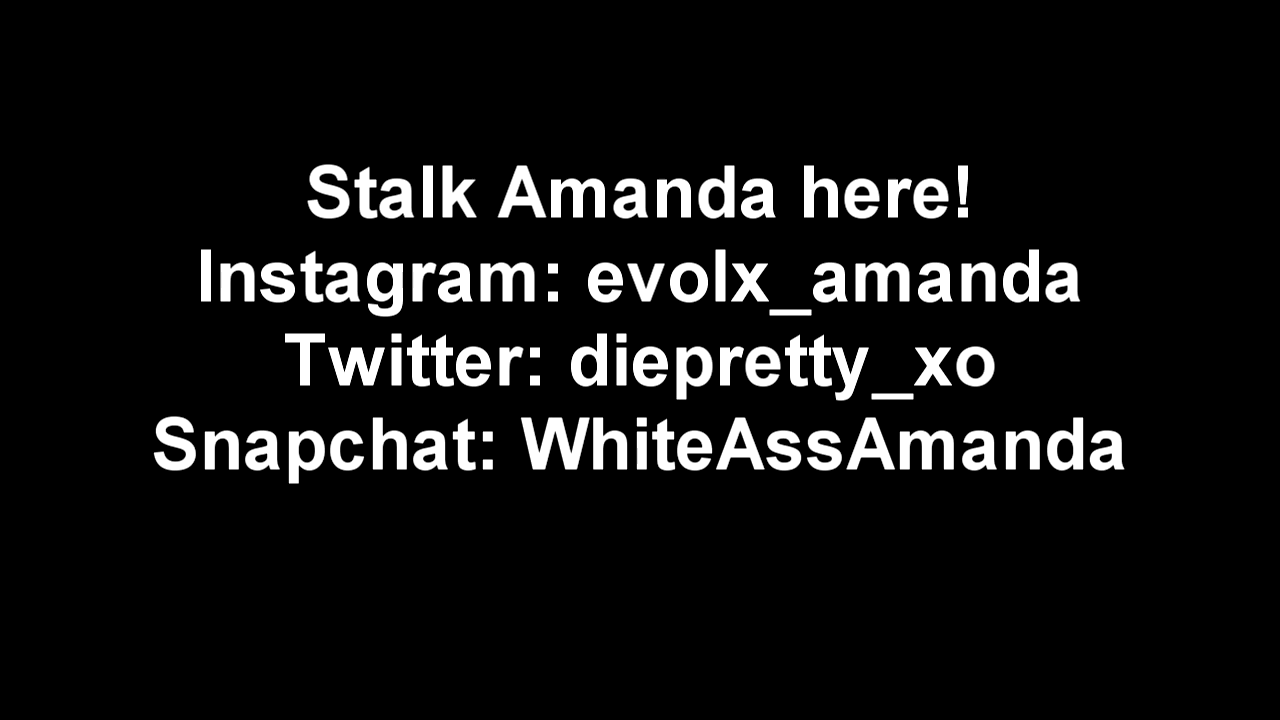 Stalk Amanda here!
Instagram: evolx_amanda
Twitter: diepretty_xo
Snapchat: WhiteAssAmanda